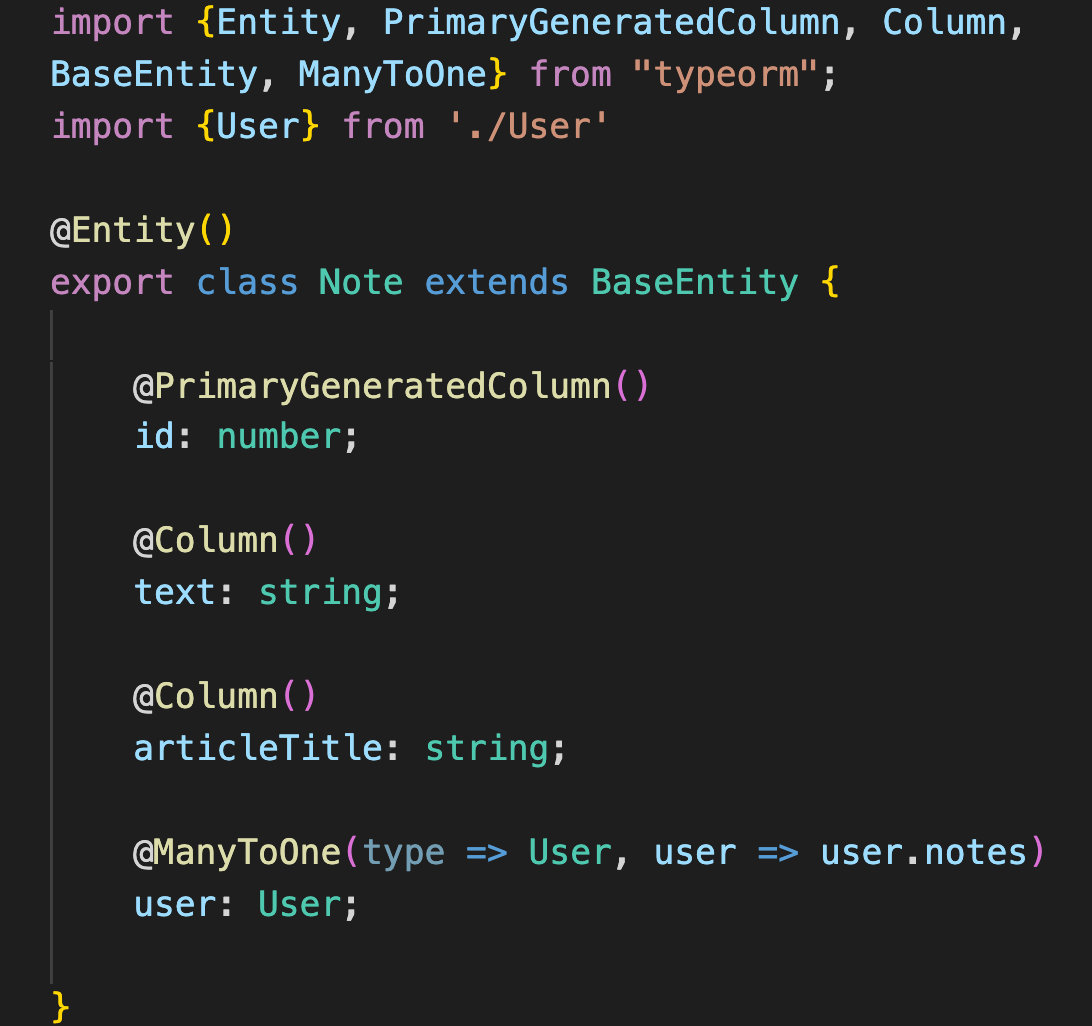 import {Entity, PrimaryGeneratedColumn, Column,
BaseEntity, ManyToOne} from "typeorm";
import {User} from './User'
@Entity()
export class Note extends BaseEntity {
@PrimaryGeneratedColumn()
id: number;
@Column()
text: string;
@Column()
articleTitle: string;
@ManyToOne(type => User, user => user.notes)
user: User;
}